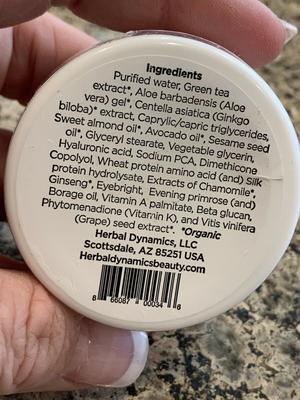 Ingredients
Purified water, Green tea
extract*, Aloe barbadensis (Aloe
vera) gel*, Centella asiatica (Ginkgo
biloba)* extract, Caprylic/capric triglycerides,
Sweet almond oil*, Avocado oil*, Sesame seed
oil*, Glyceryl stearate, Vegetable glycerin,
Hyaluronic acid, Sodium PCA, Dimethicone
Copolyol, Wheat protein amino (and) Silk
protein hydrolysate, Extracts of Chamomile*,
Ginseng*, Eyebright, Evening primrose (and)
Borage oil, Vitamin A palmitate, Beta glucan,
Phytomenadione (Vitamin K), and Vitis vinifera
(Grape) seed extract*. *Organic
Herbal Dynamics, LLC
Scottsdale, AZ 85251 USA
Herbaldynamicsbeauty.com
8 66087 00034 8